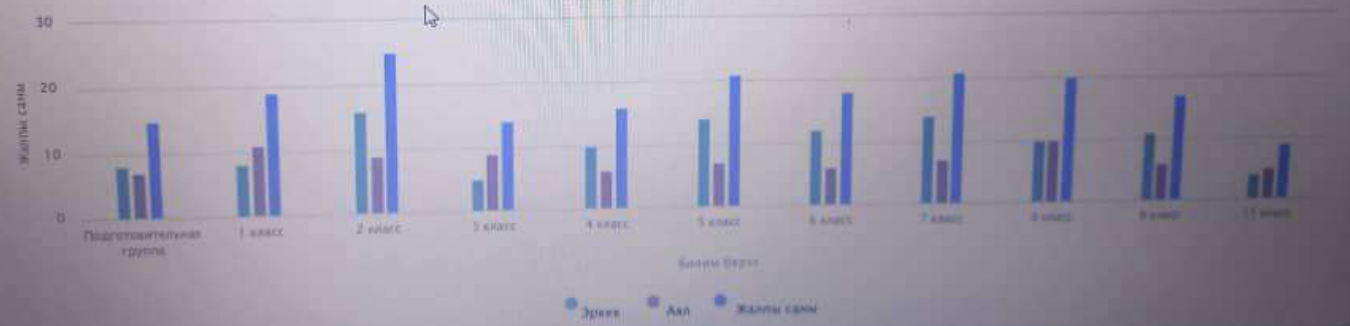 30
20
10
0
Жалпы саны
Подготовительная
группа
1 класс
2 класс
3 класс
4 класс
5 класс
6 класс
7 класс
8 класс
9 класс
11 класс
Билим берүү
Эркек Аял Жалпы саны